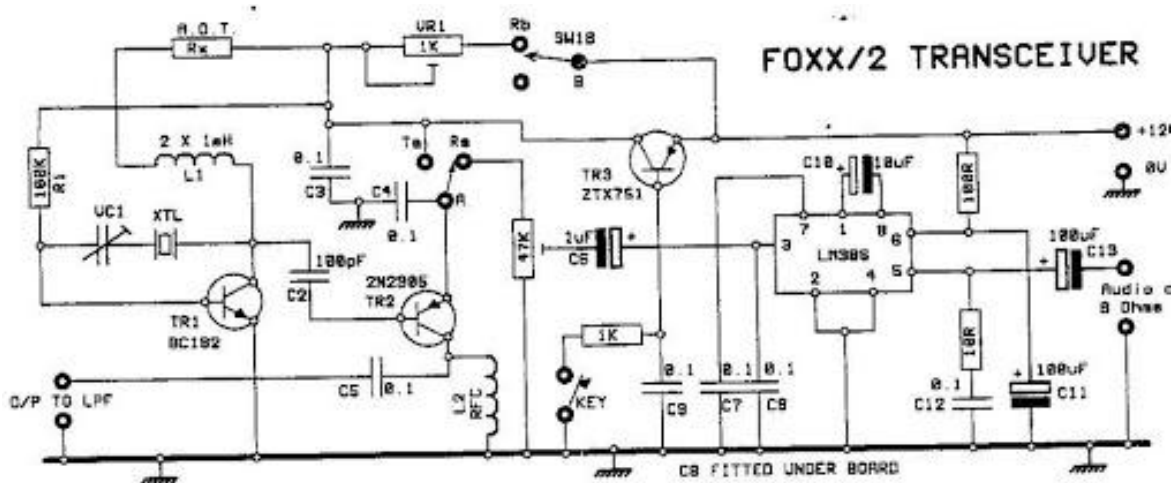 A.O.T.
Rx
VR1
1K
Rb
SW1B
B
FOXX/2 TRANSCEIVER
2 X 1mH
L1
100K
R1
VC1
XTL
0.1
C3
C4
0.1
Ta
Ra
A
TR3
ZTX751
C10
+
10uF
100R
0V
47K
1uF
C6
+
3
7
1
8
6
5
2
4
LM386
+
100uF
C13
Audio
8 Ohms
100pF
C2
2N2905
TR2
TR1
BC182
1K
10R
C5
0.1
L2
RFC
O/P TO LPF
KEY
0.1
C9
0.1
C7
0.1
C8
0.1
C12
+
100uF
C11
C8 FITTED UNDER BOARD